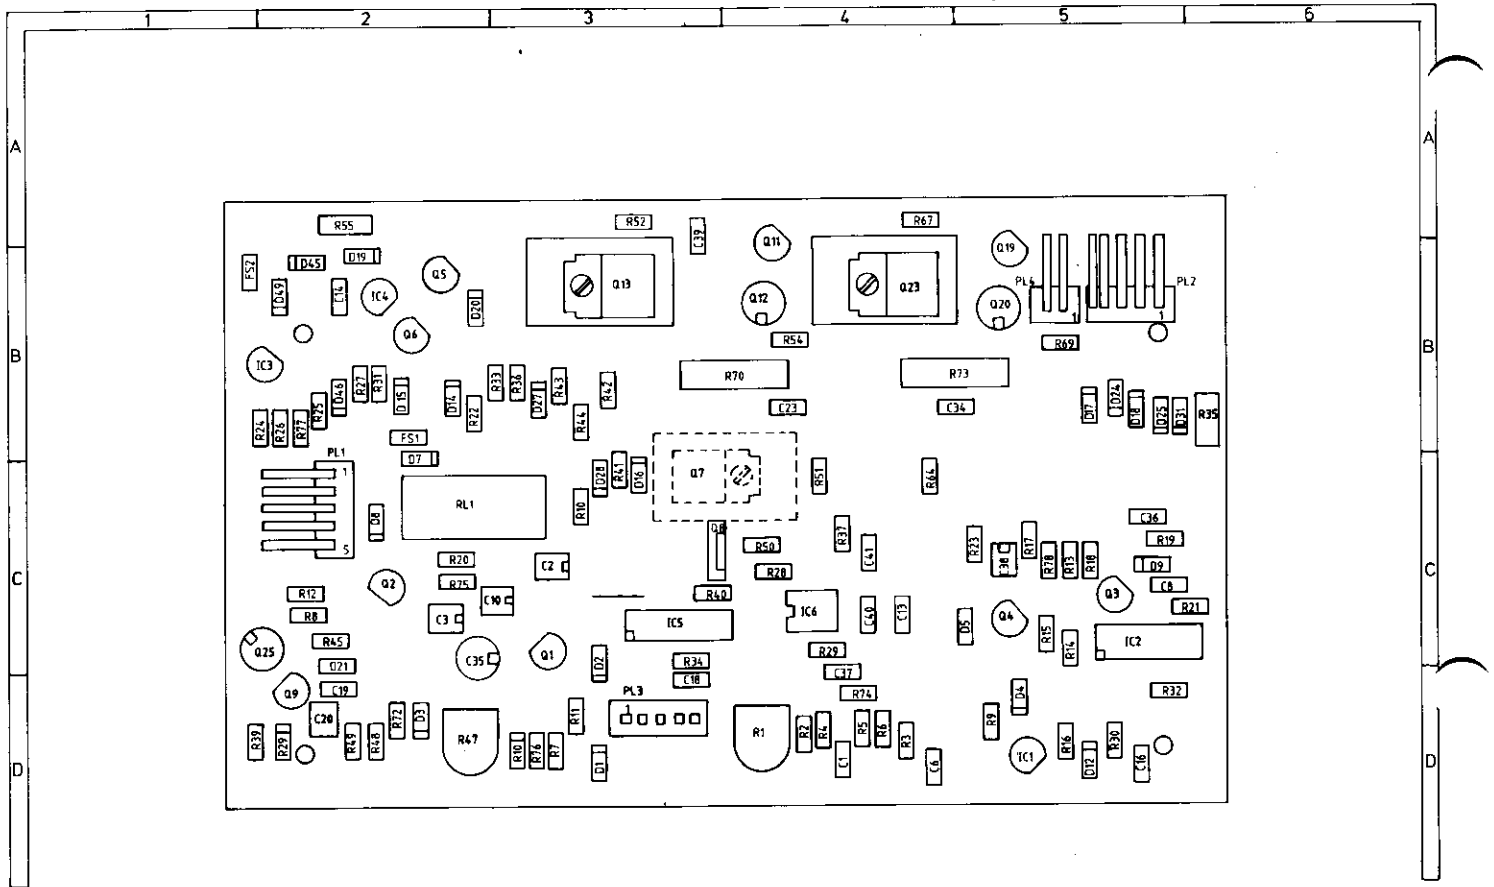 1 2 3 4 5 6
A A
R55 R52 C39 Q11 R67 Q19
FS2 D45 D19 Q5 Q13 Q12 Q23 Q20 PL4 PL2
D49 C14 IC4 D20 1 1
Q6 R54 R69
B B
IC3 R70 R73
R27 R31 R33 R36 R43 R42
D46 D15 D14 D27 D17 D24
R25 R22 R44 C23 C34 D18 D25 D31 R35
R24 R26 R77 FS1
PL1 D7
1 RL1 D28 R41 D16 Q7 R51 R64
R10
D8 C36
5 Q8 R50 R37 C41 R23 C38 R17 R78 R13 R18 R19
R20 C2 R28 D9
C C
Q2 R75 R40 Q3 C8
R12 C10 IC6 R21
R8 C3 IC5 C40 C13 D5 Q4 R15
R45 R14 IC2
Q25 C35 Q1 D2 R34 R29
D21 C18 C37
Q9 C19 PL3 R74 D4 R32
C20 R72 D3 R11 1
R39 R29 R49 R48 R47 R10 R76 R7 R1 R2 R4 R5 R6 R3 R9 R16 R30
D1 C1 C6 IC1 D12 C16
D D